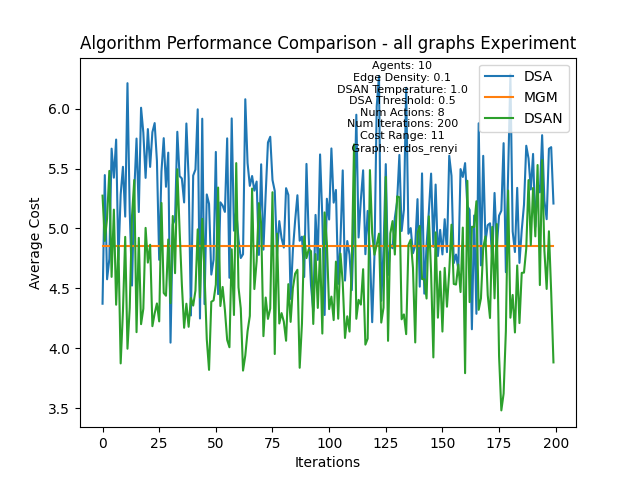 Algorithm Performance Comparison - all graphs Experiment
Agents: 10
Edge Density: 0.1
DSAN Temperature: 1.0
DSA Threshold: 0.5
Num Actions: 8
Num Iterations: 200
Cost Range: 11
Graph: erdos_renyi
DSA
MGM
DSAN
Average Cost
6.0
5.5
5.0
4.5
4.0
3.5
0 25 50 75 100 125 150 175 200
Iterations